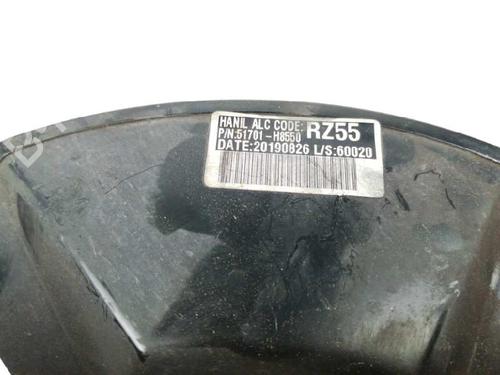 HANIL ALC CODE: RZ55
P/N:51701-H8550
DATE:20190826 L/S:60020